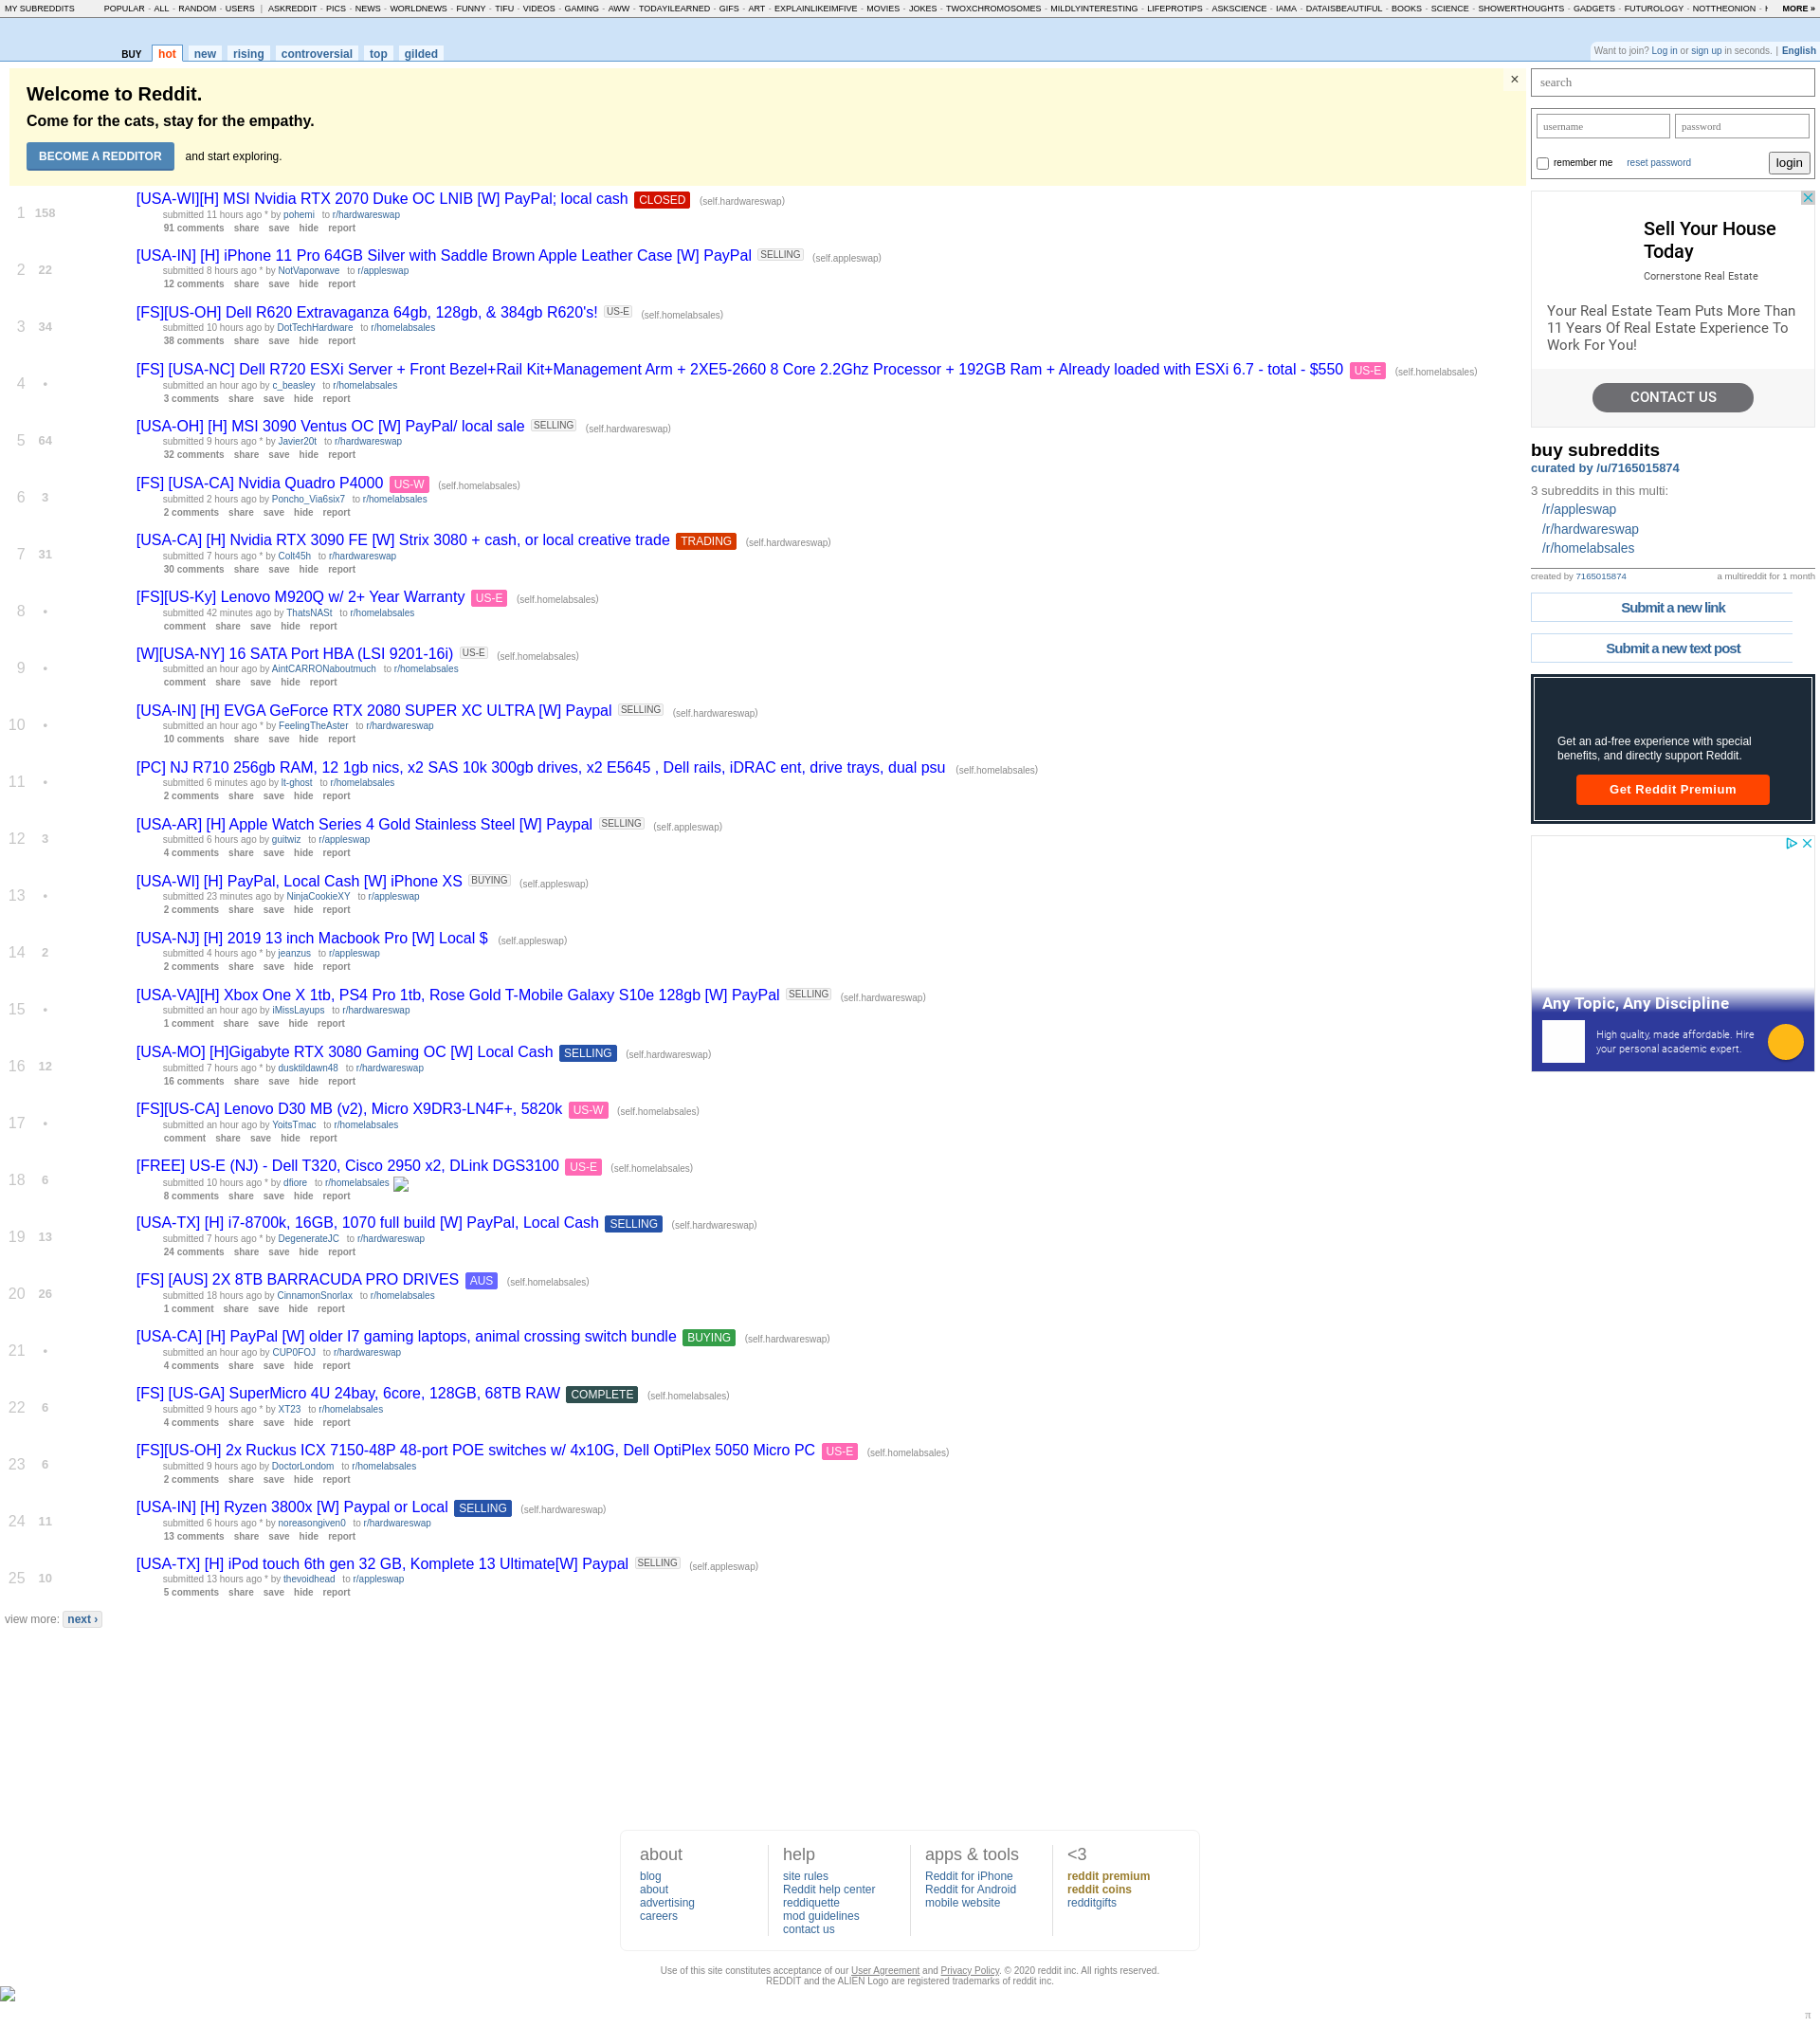 MY SUBREDDITS POPULAR - ALL - RANDOM - USERS | ASKREDDIT - PICS - NEWS - WORLDNEWS - FUNNY - TIFU - VIDEOS - GAMING - AWW - TODAYILEARNED - GIFS - ART - EXPLAINLIKEIMFIVE - MOVIES - JOKES - TWOXCHROMOSOMES - MILDLYINTERESTING - LIFEPROTIPS - ASKSCIENCE - IAMA - DATAISBEAUTIFUL - BOOKS - SCIENCE - SHOWERTHOUGHTS - GADGETS - FUTUROLOGY - NOTTHEONION - MORE »
BUY hot new rising controversial top gilded
Want to join? Log in or sign up in seconds. | English
Welcome to Reddit.
Come for the cats, stay for the empathy.
BECOME A REDDITOR and start exploring.
×
1 158 [USA-WI][H] MSI Nvidia RTX 2070 Duke OC LNIB [W] PayPal; local cash CLOSED (self.hardwareswap)
submitted 11 hours ago * by pohemi to r/hardwareswap
91 comments share save hide report
2 22 [USA-IN] [H] iPhone 11 Pro 64GB Silver with Saddle Brown Apple Leather Case [W] PayPal SELLING (self.appleswap)
submitted 8 hours ago * by NotVaporwave to r/appleswap
12 comments share save hide report
3 34 [FS][US-OH] Dell R620 Extravaganza 64gb, 128gb, & 384gb R620's! US-E (self.homelabsales)
submitted 10 hours ago by DotTechHardware to r/homelabsales
38 comments share save hide report
4 • [FS] [USA-NC] Dell R720 ESXi Server + Front Bezel+Rail Kit+Management Arm + 2XE5-2660 8 Core 2.2Ghz Processor + 192GB Ram + Already loaded with ESXi 6.7 - total - $550 US-E (self.homelabsales)
submitted an hour ago by c_beasley to r/homelabsales
3 comments share save hide report
5 64 [USA-OH] [H] MSI 3090 Ventus OC [W] PayPal/ local sale SELLING (self.hardwareswap)
submitted 9 hours ago * by Javier20t to r/hardwareswap
32 comments share save hide report
6 3 [FS] [USA-CA] Nvidia Quadro P4000 US-W (self.homelabsales)
submitted 2 hours ago by Poncho_Via6six7 to r/homelabsales
2 comments share save hide report
7 31 [USA-CA] [H] Nvidia RTX 3090 FE [W] Strix 3080 + cash, or local creative trade TRADING (self.hardwareswap)
submitted 7 hours ago * by Colt45h to r/hardwareswap
30 comments share save hide report
8 • [FS][US-Ky] Lenovo M920Q w/ 2+ Year Warranty US-E (self.homelabsales)
submitted 42 minutes ago by ThatsNASt to r/homelabsales
comment share save hide report
9 • [W][USA-NY] 16 SATA Port HBA (LSI 9201-16i) US-E (self.homelabsales)
submitted an hour ago by AintCARRONaboutmuch to r/homelabsales
comment share save hide report
10 • [USA-IN] [H] EVGA GeForce RTX 2080 SUPER XC ULTRA [W] Paypal SELLING (self.hardwareswap)
submitted an hour ago * by FeelingTheAster to r/hardwareswap
10 comments share save hide report
11 • [PC] NJ R710 256gb RAM, 12 1gb nics, x2 SAS 10k 300gb drives, x2 E5645 , Dell rails, iDRAC ent, drive trays, dual psu (self.homelabsales)
submitted 6 minutes ago by lt-ghost to r/homelabsales
2 comments share save hide report
12 3 [USA-AR] [H] Apple Watch Series 4 Gold Stainless Steel [W] Paypal SELLING (self.appleswap)
submitted 6 hours ago by guitwiz to r/appleswap
4 comments share save hide report
13 • [USA-WI] [H] PayPal, Local Cash [W] iPhone XS BUYING (self.appleswap)
submitted 23 minutes ago by NinjaCookieXY to r/appleswap
2 comments share save hide report
14 2 [USA-NJ] [H] 2019 13 inch Macbook Pro [W] Local $ (self.appleswap)
submitted 4 hours ago * by jeanzus to r/appleswap
2 comments share save hide report
15 • [USA-VA][H] Xbox One X 1tb, PS4 Pro 1tb, Rose Gold T-Mobile Galaxy S10e 128gb [W] PayPal SELLING (self.hardwareswap)
submitted an hour ago by iMissLayups to r/hardwareswap
1 comment share save hide report
16 12 [USA-MO] [H]Gigabyte RTX 3080 Gaming OC [W] Local Cash SELLING (self.hardwareswap)
submitted 7 hours ago * by dusktildawn48 to r/hardwareswap
16 comments share save hide report
17 • [FS][US-CA] Lenovo D30 MB (v2), Micro X9DR3-LN4F+, 5820k US-W (self.homelabsales)
submitted an hour ago by YoitsTmac to r/homelabsales
comment share save hide report
18 6 [FREE] US-E (NJ) - Dell T320, Cisco 2950 x2, DLink DGS3100 US-E (self.homelabsales)
submitted 10 hours ago * by dfiore to r/homelabsales
8 comments share save hide report
19 13 [USA-TX] [H] i7-8700k, 16GB, 1070 full build [W] PayPal, Local Cash SELLING (self.hardwareswap)
submitted 7 hours ago * by DegenerateJC to r/hardwareswap
24 comments share save hide report
20 26 [FS] [AUS] 2X 8TB BARRACUDA PRO DRIVES AUS (self.homelabsales)
submitted 18 hours ago by CinnamonSnorlax to r/homelabsales
1 comment share save hide report
21 • [USA-CA] [H] PayPal [W] older I7 gaming laptops, animal crossing switch bundle BUYING (self.hardwareswap)
submitted an hour ago by CUP0FOJ to r/hardwareswap
4 comments share save hide report
22 6 [FS] [US-GA] SuperMicro 4U 24bay, 6core, 128GB, 68TB RAW COMPLETE (self.homelabsales)
submitted 9 hours ago * by XT23 to r/homelabsales
4 comments share save hide report
23 6 [FS][US-OH] 2x Ruckus ICX 7150-48P 48-port POE switches w/ 4x10G, Dell OptiPlex 5050 Micro PC US-E (self.homelabsales)
submitted 9 hours ago by DoctorLondom to r/homelabsales
2 comments share save hide report
24 11 [USA-IN] [H] Ryzen 3800x [W] Paypal or Local SELLING (self.hardwareswap)
submitted 6 hours ago * by noreasongiven0 to r/hardwareswap
13 comments share save hide report
25 10 [USA-TX] [H] iPod touch 6th gen 32 GB, Komplete 13 Ultimate[W] Paypal SELLING (self.appleswap)
submitted 13 hours ago * by thevoidhead to r/appleswap
5 comments share save hide report
view more: next ›
search
username password
remember me reset password login
Sell Your House
Today
Cornerstone Real Estate
Your Real Estate Team Puts More Than
11 Years Of Real Estate Experience To
Work For You!
CONTACT US
buy subreddits
curated by /u/7165015874
3 subreddits in this multi:
/r/appleswap
/r/hardwareswap
/r/homelabsales
created by 7165015874 a multireddit for 1 month
Submit a new link
Submit a new text post
Get an ad-free experience with special
benefits, and directly support Reddit.
Get Reddit Premium
Any Topic, Any Discipline
High quality, made affordable. Hire
your personal academic expert.
about
blog
about
advertising
careers
help
site rules
Reddit help center
reddiquette
mod guidelines
contact us
apps & tools
Reddit for iPhone
Reddit for Android
mobile website
<3
reddit premium
reddit coins
redditgifts
Use of this site constitutes acceptance of our User Agreement and Privacy Policy. © 2020 reddit inc. All rights reserved.
REDDIT and the ALIEN Logo are registered trademarks of reddit inc.
π